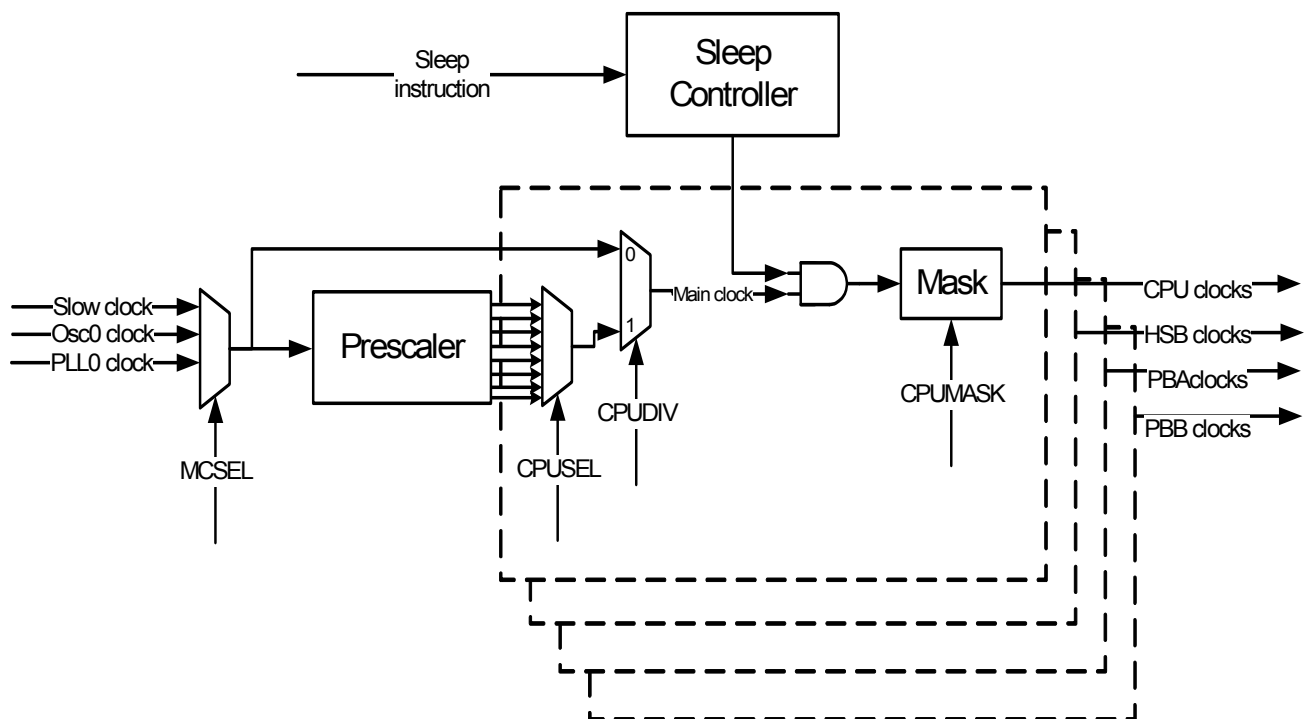 Sleep
instruction
Sleep
Controller
0
Slow clock
Osc0 clock
PLL0 clock
Prescaler
1
Main clock
Mask
CPU clocks
HSB clocks
PBAclocks
PBB clocks
MCSEL
CPUSEL
CPUDIV
CPUMASK